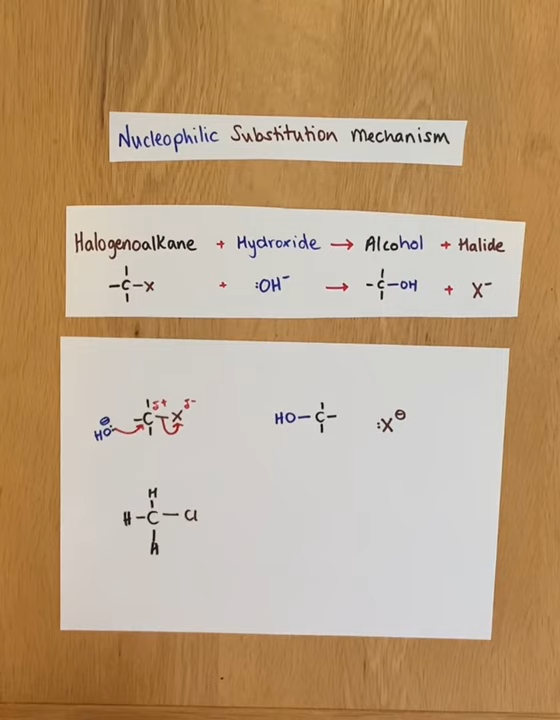 Nucleophilic Substitution mechanism
Halogenoalkane + Hydroxide → Alcohol + Halide
-C-X + :OH⁻ → -C-OH + X⁻
δ+ δ-
⊖
HO: -C-X HO-C- :X⊖
H
H-C-Cl
H